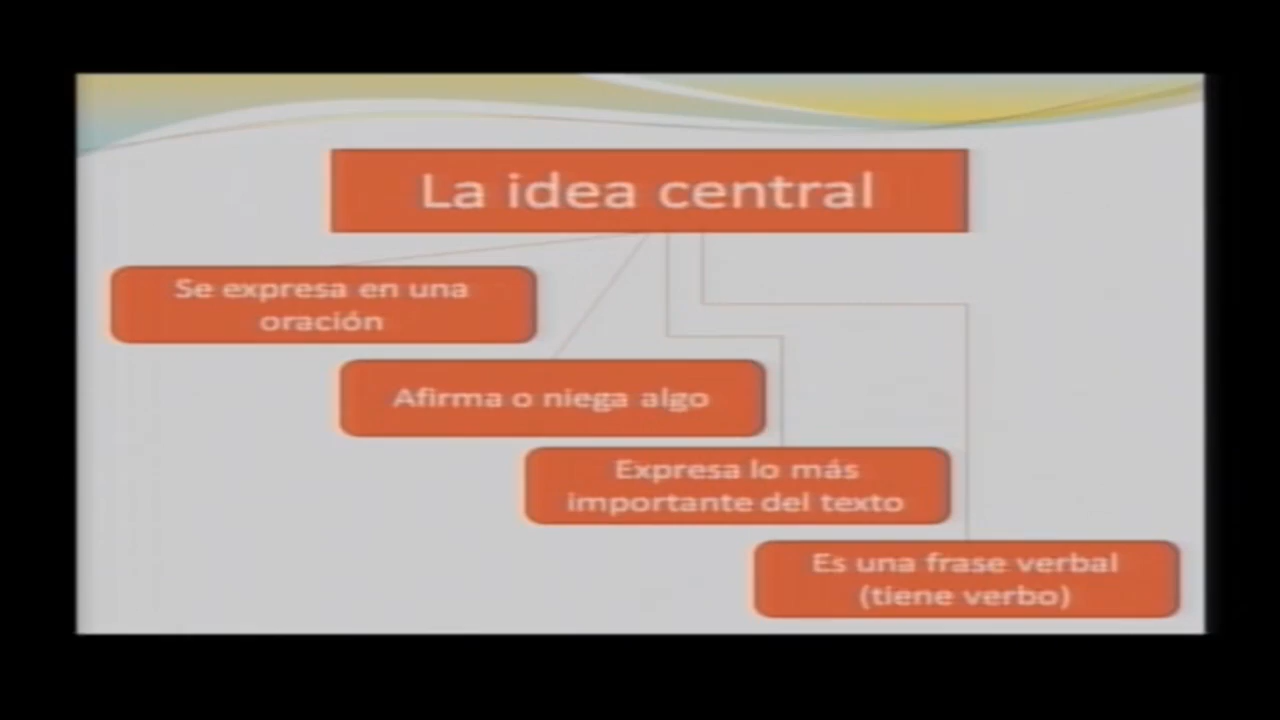 La idea central
Se expresa en una
oración
Afirma o niega algo
Expresa lo más
importante del texto
Es una frase verbal
(tiene verbo)